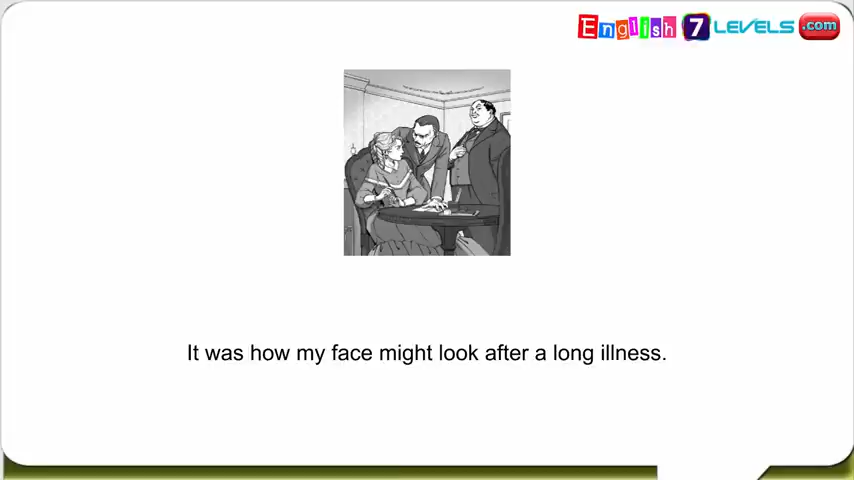 English 7 LEVELS .com
It was how my face might look after a long illness.